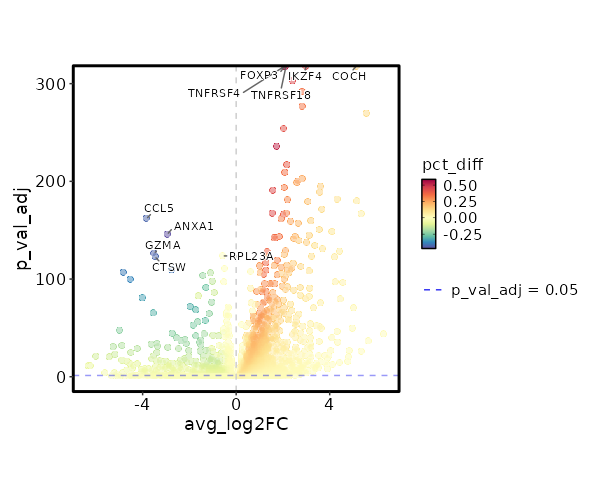 300
200
100
0
-4
0
4
p_val_adj
avg_log2FC
FOXP3
IKZF4
COCH
TNFRSF4
TNFRSF18
CCL5
ANXA1
GZMA
CTSW
RPL23A
pct_diff
0.50
0.25
0.00
-0.25
p_val_adj = 0.05